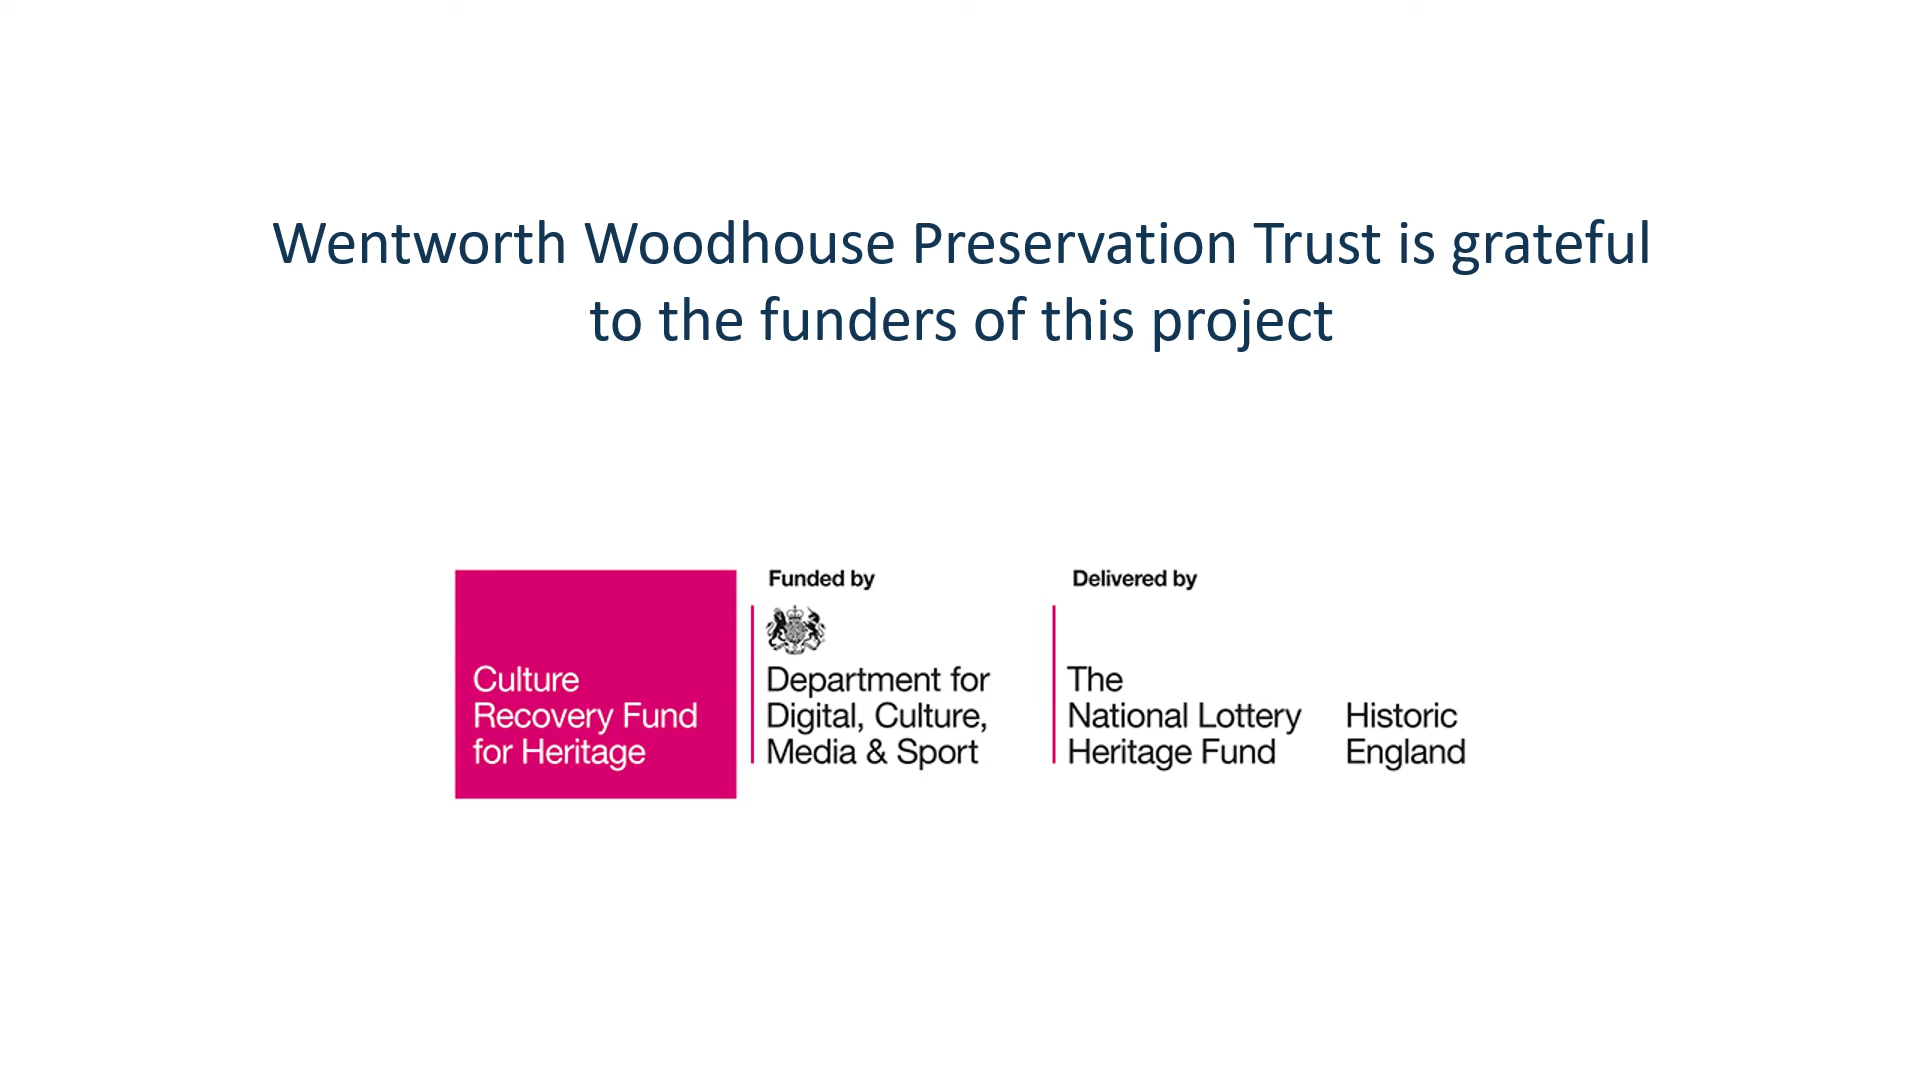 Wentworth Woodhouse Preservation Trust is grateful
to the funders of this project
Culture
Recovery Fund
for Heritage
Funded by
Department for
Digital, Culture,
Media & Sport
Delivered by
The
National Lottery
Heritage Fund
Historic
England